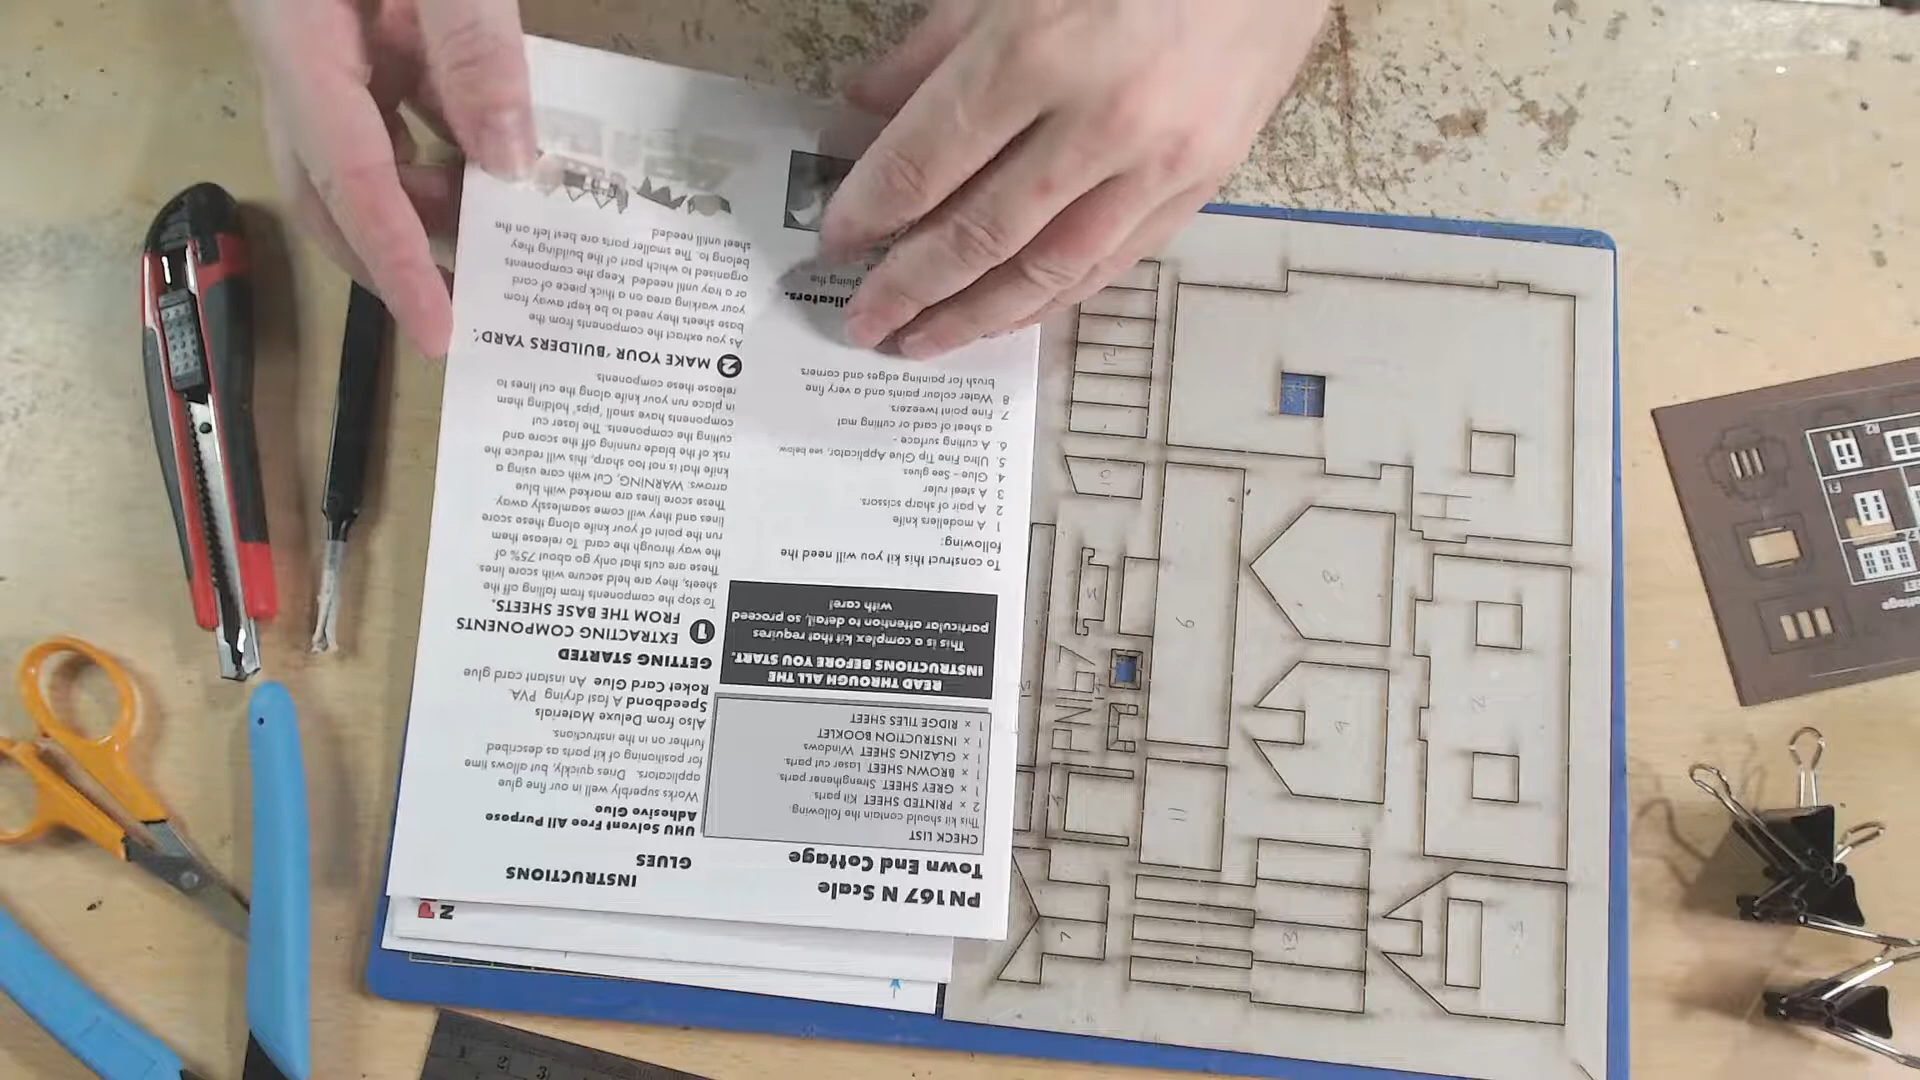 PN167 N Scale
Town End Cottage
CHECK LIST
This kit should contain the following
2 × PRINTED SHEET Kit parts
1 × GREY SHEET Strengthener parts
1 × BROWN SHEET Laser cut parts
1 × GLAZING SHEET Windows
1 × INSTRUCTION BOOKLET
1 × RIDGE TILES SHEET
READ THROUGH ALL THE
INSTRUCTIONS BEFORE YOU START.
This is a complex kit that requires
particular attention to detail, so proceed
with care!
To construct this kit you will need the
following:
1 A modellers knife
2 A pair of sharp scissors.
3 A steel ruler
4 Glue - See glues
5. Ultra Fine Tip Glue Applicator, see below
6. A cutting surface -
a sheet of card or cutting mat
7 Fine point tweezers.
8 Water colour paints and a very fine
brush for painting edges and corners
plicators.
gluing the
INSTRUCTIONS
GLUES
UHU Solvent Free All Purpose
Adhesive Glue
Works superbly well in our fine glue
applicators. Dries quickly, but allows time
for positioning of kit parts as described
further on in the instructions.
Also from Deluxe Materials
Speedbond A fast drying PVA.
Roket Card Glue An instant card glue
GETTING STARTED
1 EXTRACTING COMPONENTS
FROM THE BASE SHEETS.
To stop the components from falling off the
sheets, they are held secure with score lines.
These are cuts that only go about 75% of
the way through the card. To release them
run the point of your knife along these score
lines and they will come seamlessly away.
These score lines are marked with blue
arrows. WARNING, Cut with care using a
knife that is not too sharp, this will reduce the
risk of the blade running off the score and
cutting the components. The laser cut
components have small 'pips' holding them
in place run your knife along the cut lines to
release these components
2 MAKE YOUR 'BUILDERS YARD'.
As you extract the components from the
base sheets they need to be kept away from
your working area on a thick piece of card
or a tray until needed. Keep the components
organised to which part of the building they
belong to. The smaller parts are best left on the
sheet untill needed
PN167
12
10
3
6
8
9
11
7
13
H
R2
1 2 3